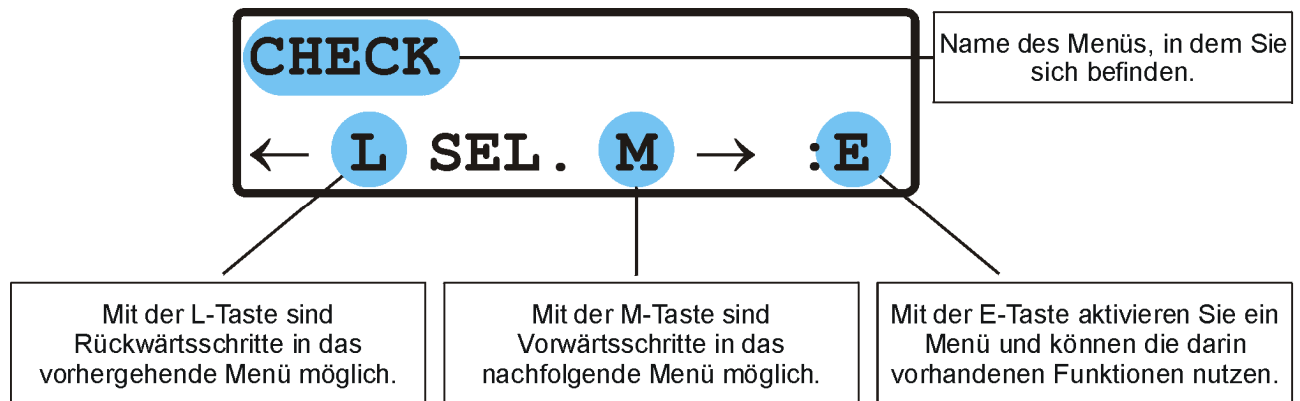 CHECK
← L SEL. M → :E
Name des Menüs, in dem Sie
sich befinden.
Mit der L-Taste sind
Rückwärtsschritte in das
vorhergehende Menü möglich.
Mit der M-Taste sind
Vorwärtsschritte in das
nachfolgende Menü möglich.
Mit der E-Taste aktivieren Sie ein
Menü und können die darin
vorhandenen Funktionen nutzen.